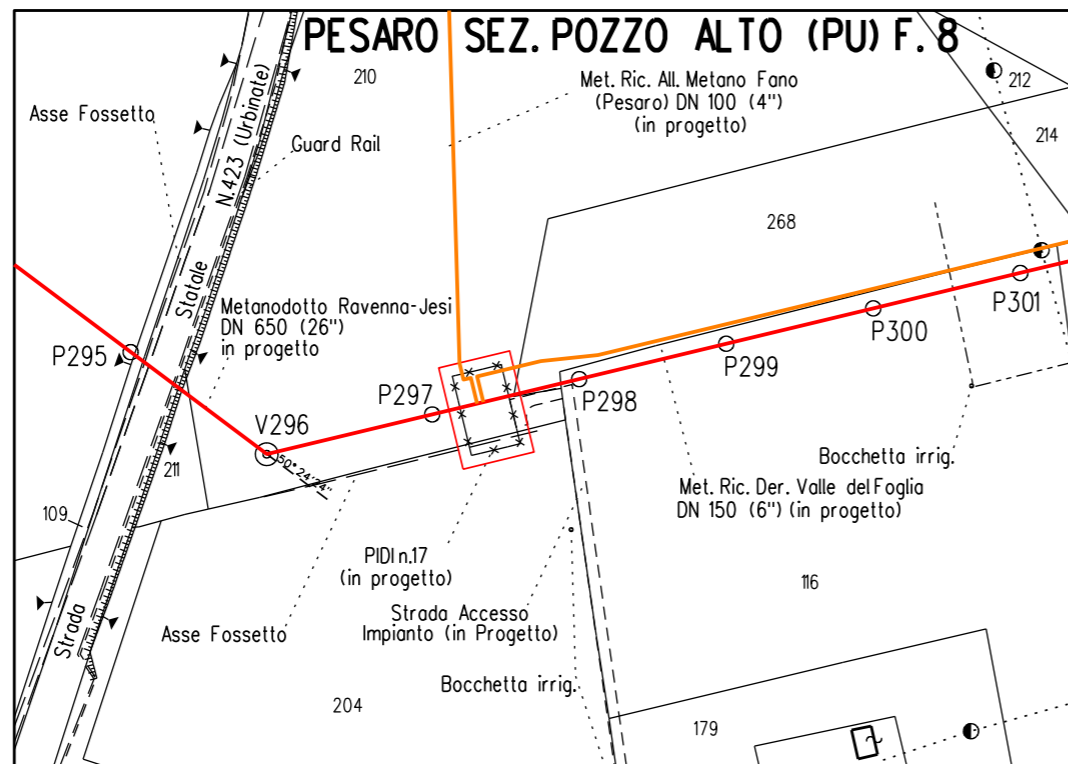 PESARO SEZ. POZZO ALTO (PU) F. 8
210
Met. Ric. All. Metano Fano
(Pesaro) DN 100 (4")
(in progetto)
212
Asse Fossetto
Guard Rail
214
N.423 (Urbinate)
Statale
Strada
268
Metanodotto Ravenna-Jesi
DN 650 (26")
in progetto
P295
P301
P300
P299
P298
P297
V296
50°24'24"
211
109
Bocchetta irrig.
Met. Ric. Der. Valle del Foglia
DN 150 (6") (in progetto)
PIDI n.17
(in progetto)
116
Strada Accesso
Impianto (in Progetto)
Asse Fossetto
Bocchetta irrig.
204
179